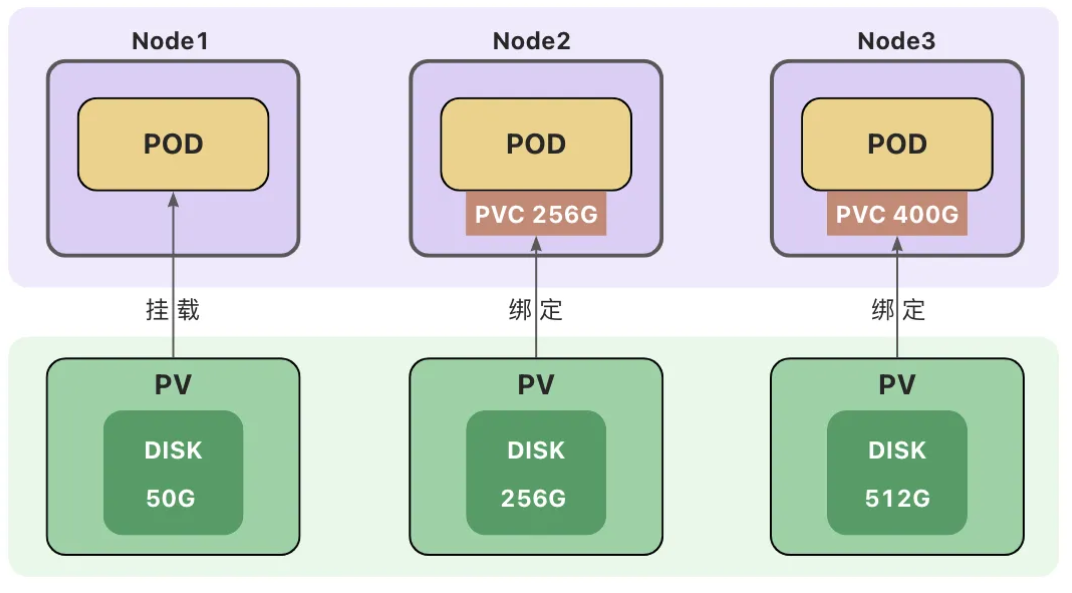 Node1
Node2
Node3
POD
POD
POD
PVC 256G
PVC 400G
挂载
绑定
绑定
PV
PV
PV
DISK
DISK
DISK
50G
256G
512G